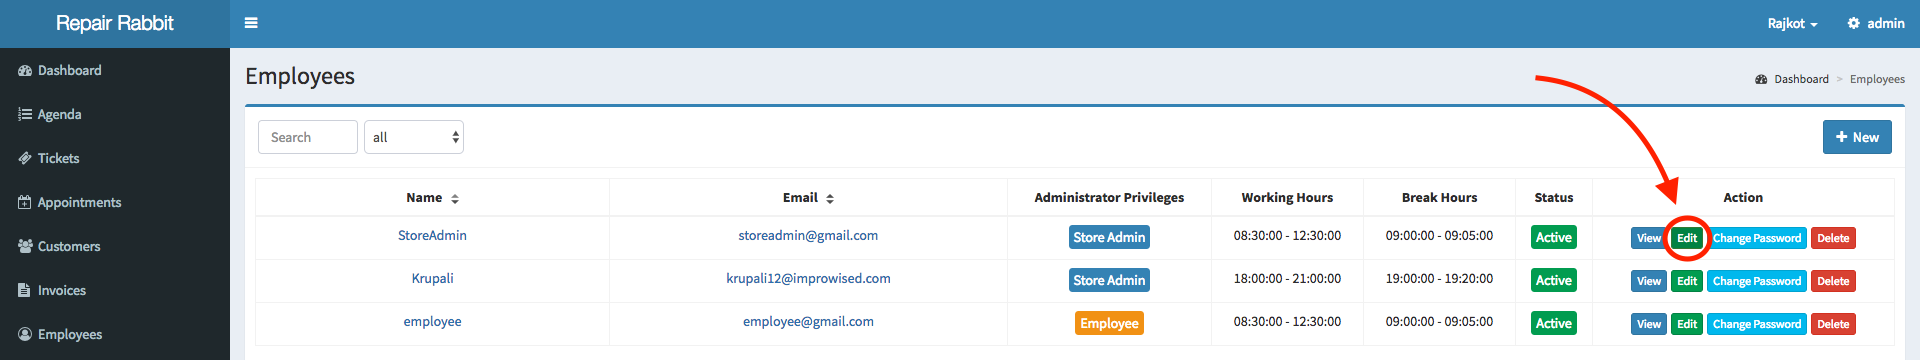 Repair Rabbit
Rajkot admin
Dashboard
Agenda
Tickets
Appointments
Customers
Invoices
Employees
Employees
Dashboard > Employees
Search all + New
Name Email Administrator Privileges Working Hours Break Hours Status Action
StoreAdmin storeadmin@gmail.com Store Admin 08:30:00 - 12:30:00 09:00:00 - 09:05:00 Active View Edit Change Password Delete
Krupali krupali12@improwised.com Store Admin 18:00:00 - 21:00:00 19:00:00 - 19:20:00 Active View Edit Change Password Delete
employee employee@gmail.com Employee 08:30:00 - 12:30:00 09:00:00 - 09:05:00 Active View Edit Change Password Delete